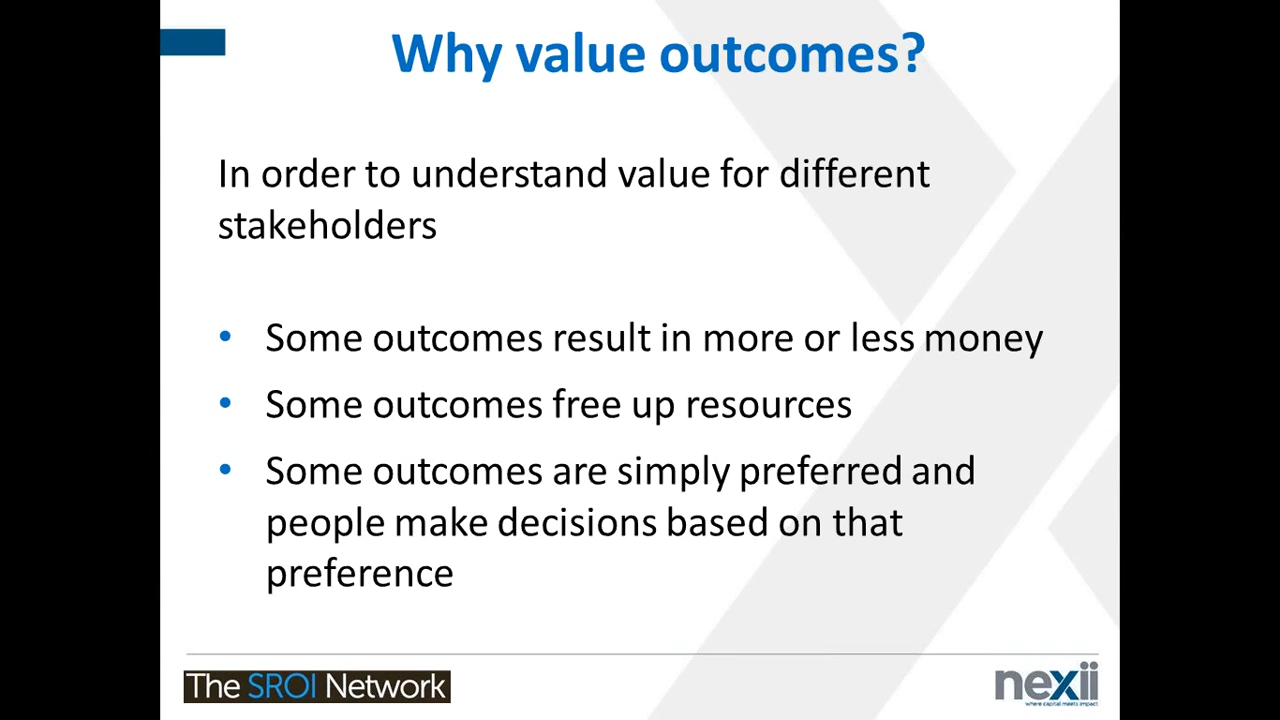 Why value outcomes?
In order to understand value for different
stakeholders
• Some outcomes result in more or less money
• Some outcomes free up resources
• Some outcomes are simply preferred and
people make decisions based on that
preference
The SROI Network
nexii
where capital meets impact